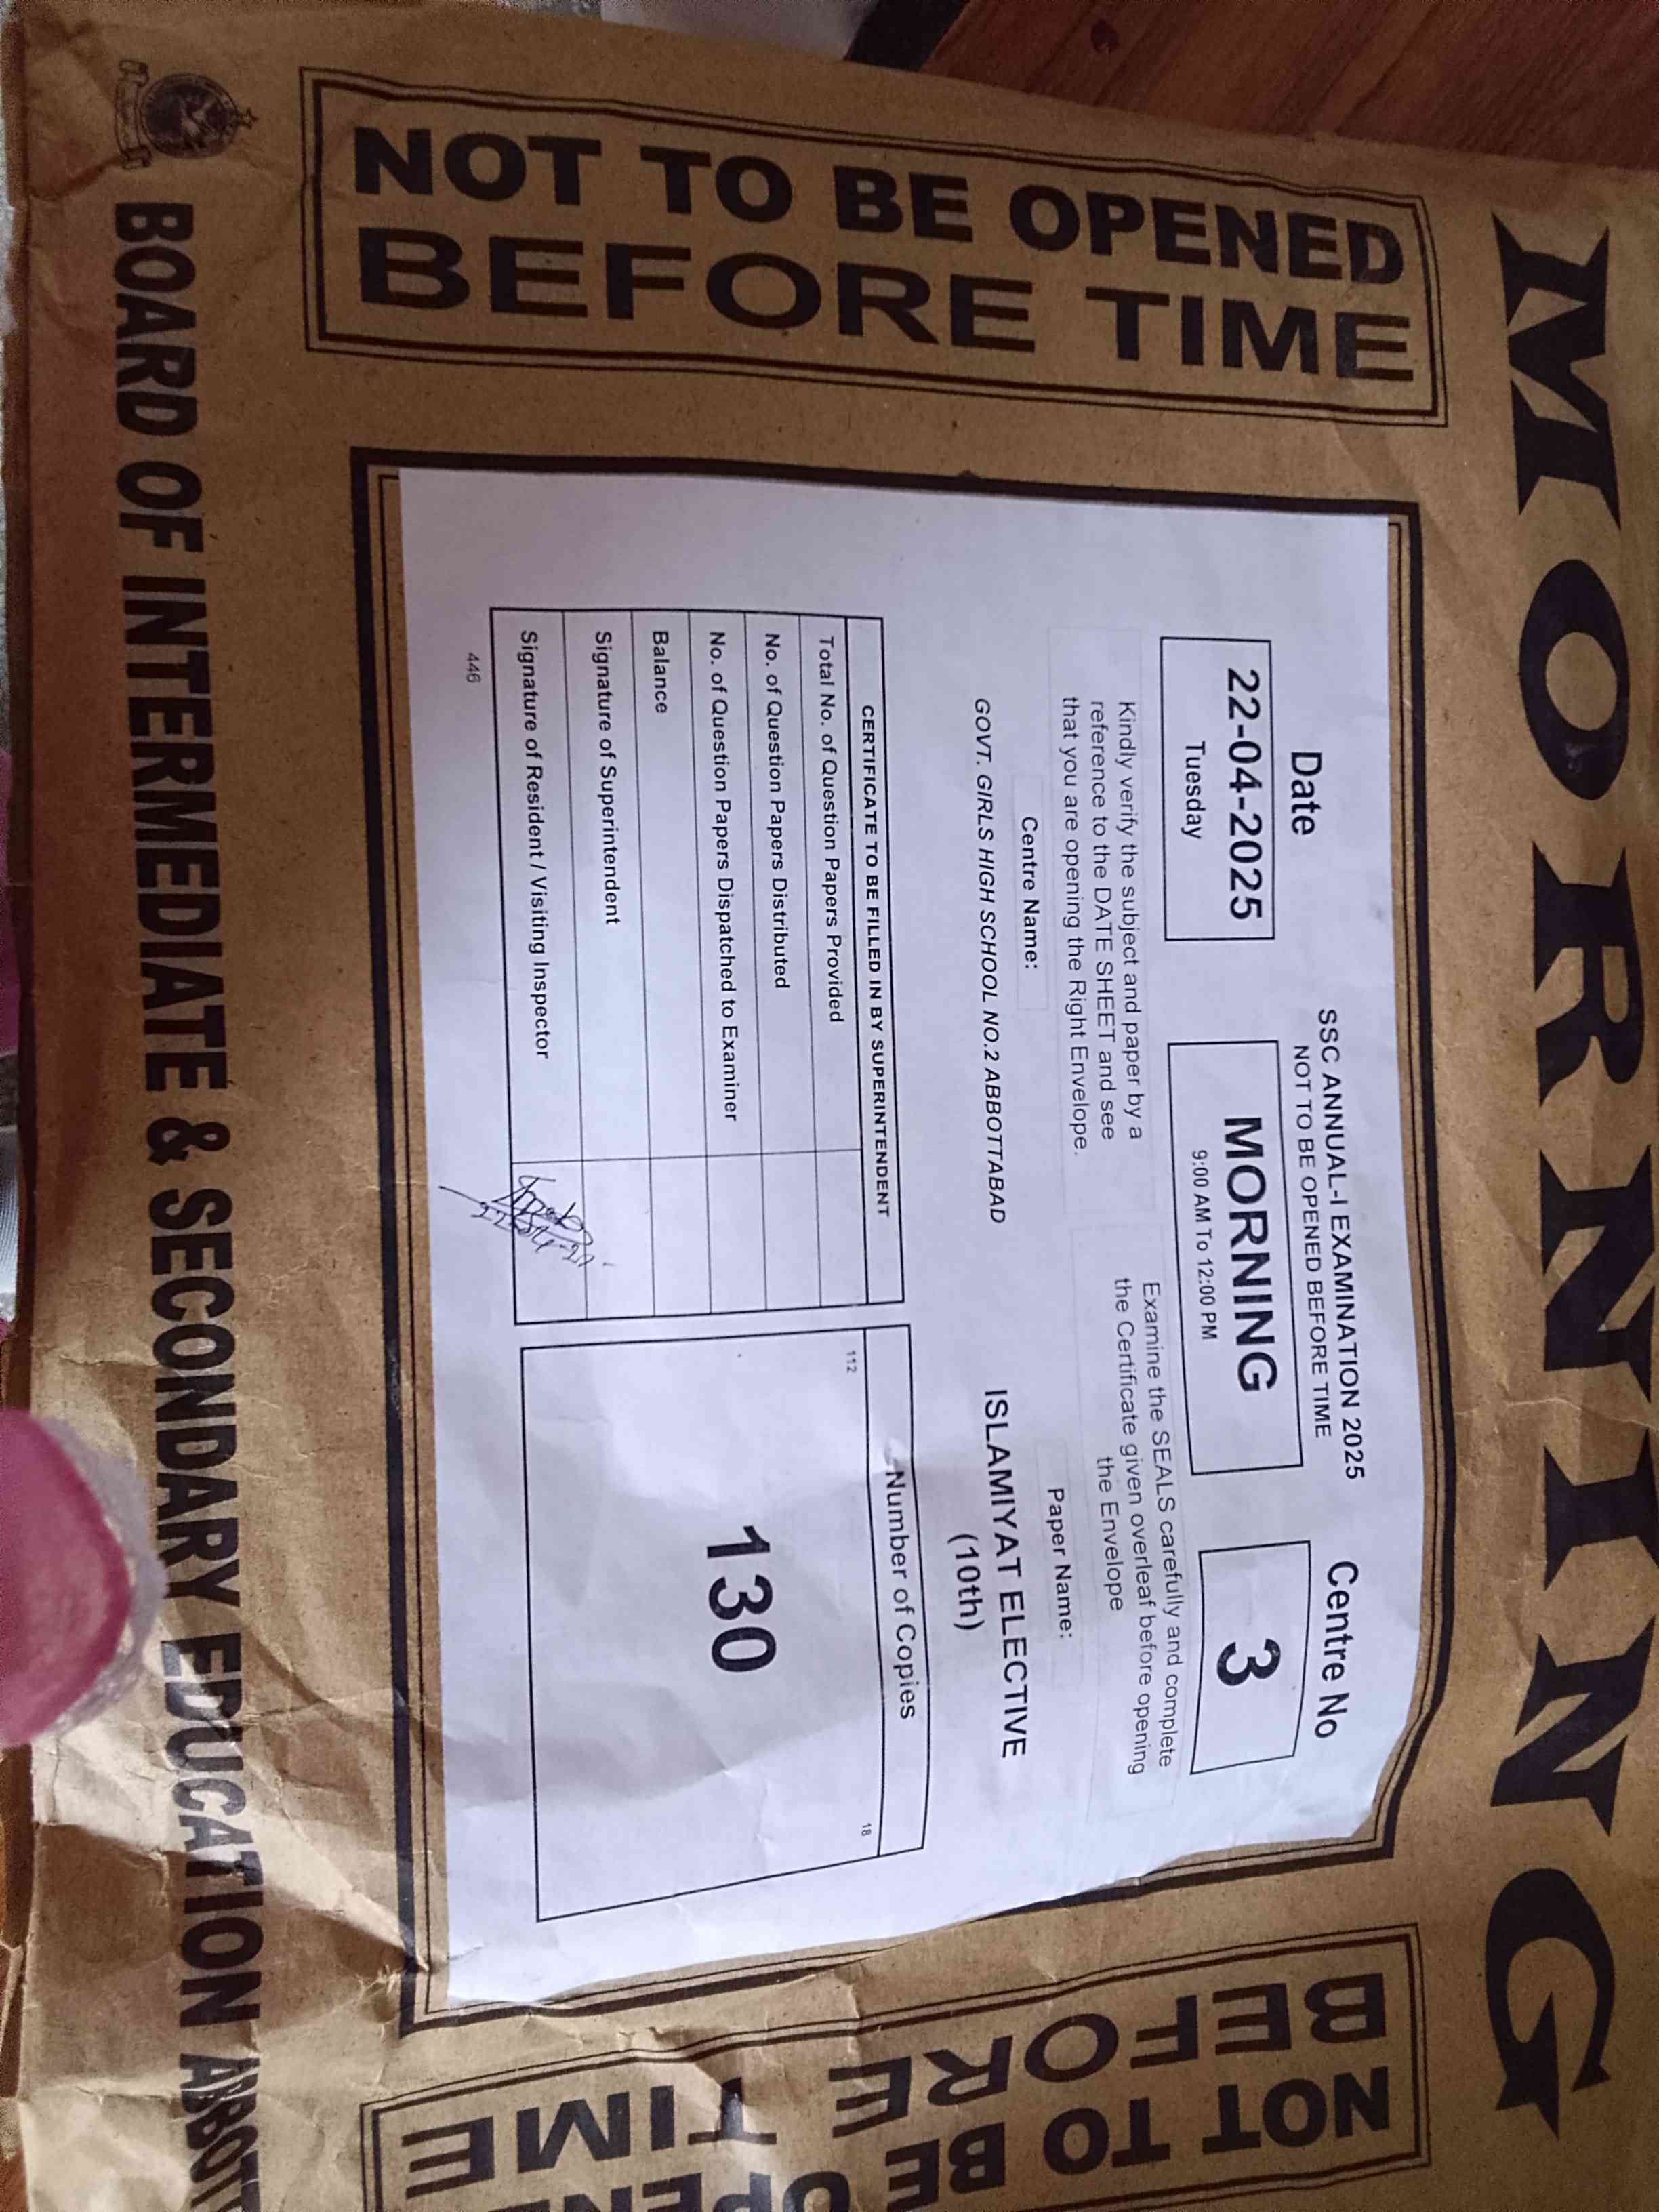 MORNING
NOT TO BE OPENED
BEFORE TIME
SSC ANNUAL-I EXAMINATION 2025
NOT TO BE OPENED BEFORE TIME
Date
22-04-2025
Tuesday
MORNING
9:00 AM To 12:00 PM
Centre No
3
Kindly verify the subject and paper by a
reference to the DATE SHEET and see
that you are opening the Right Envelope.
Examine the SEALS carefully and complete
the Certificate given overleaf before opening
the Envelope
Centre Name:
GOVT. GIRLS HIGH SCHOOL NO.2 ABBOTTABAD
Paper Name:
ISLAMIYAT ELECTIVE
(10th)
CERTIFICATE TO BE FILLED IN BY SUPERINTENDENT
Total No. of Question Papers Provided
No. of Question Papers Distributed
No. of Question Papers Dispatched to Examiner
Balance
Signature of Superintendent
Signature of Resident / Visiting Inspector
446
Number of Copies
112
18
130
NOT TO BE
BEFORE TIME
BOARD OF INTERMEDIATE & SECONDARY EDUCATION